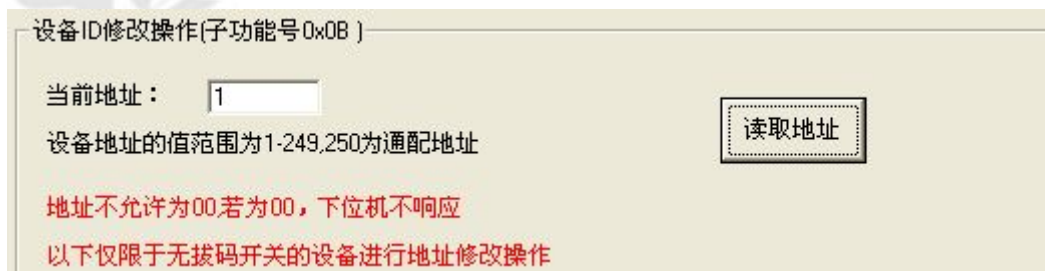 设备ID修改操作(子功能号0x0B )
当前地址： 1
读取地址
设备地址的值范围为1-249,250为通配地址
地址不允许为00若为00，下位机不响应
以下仅限于无拔码开关的设备进行地址修改操作